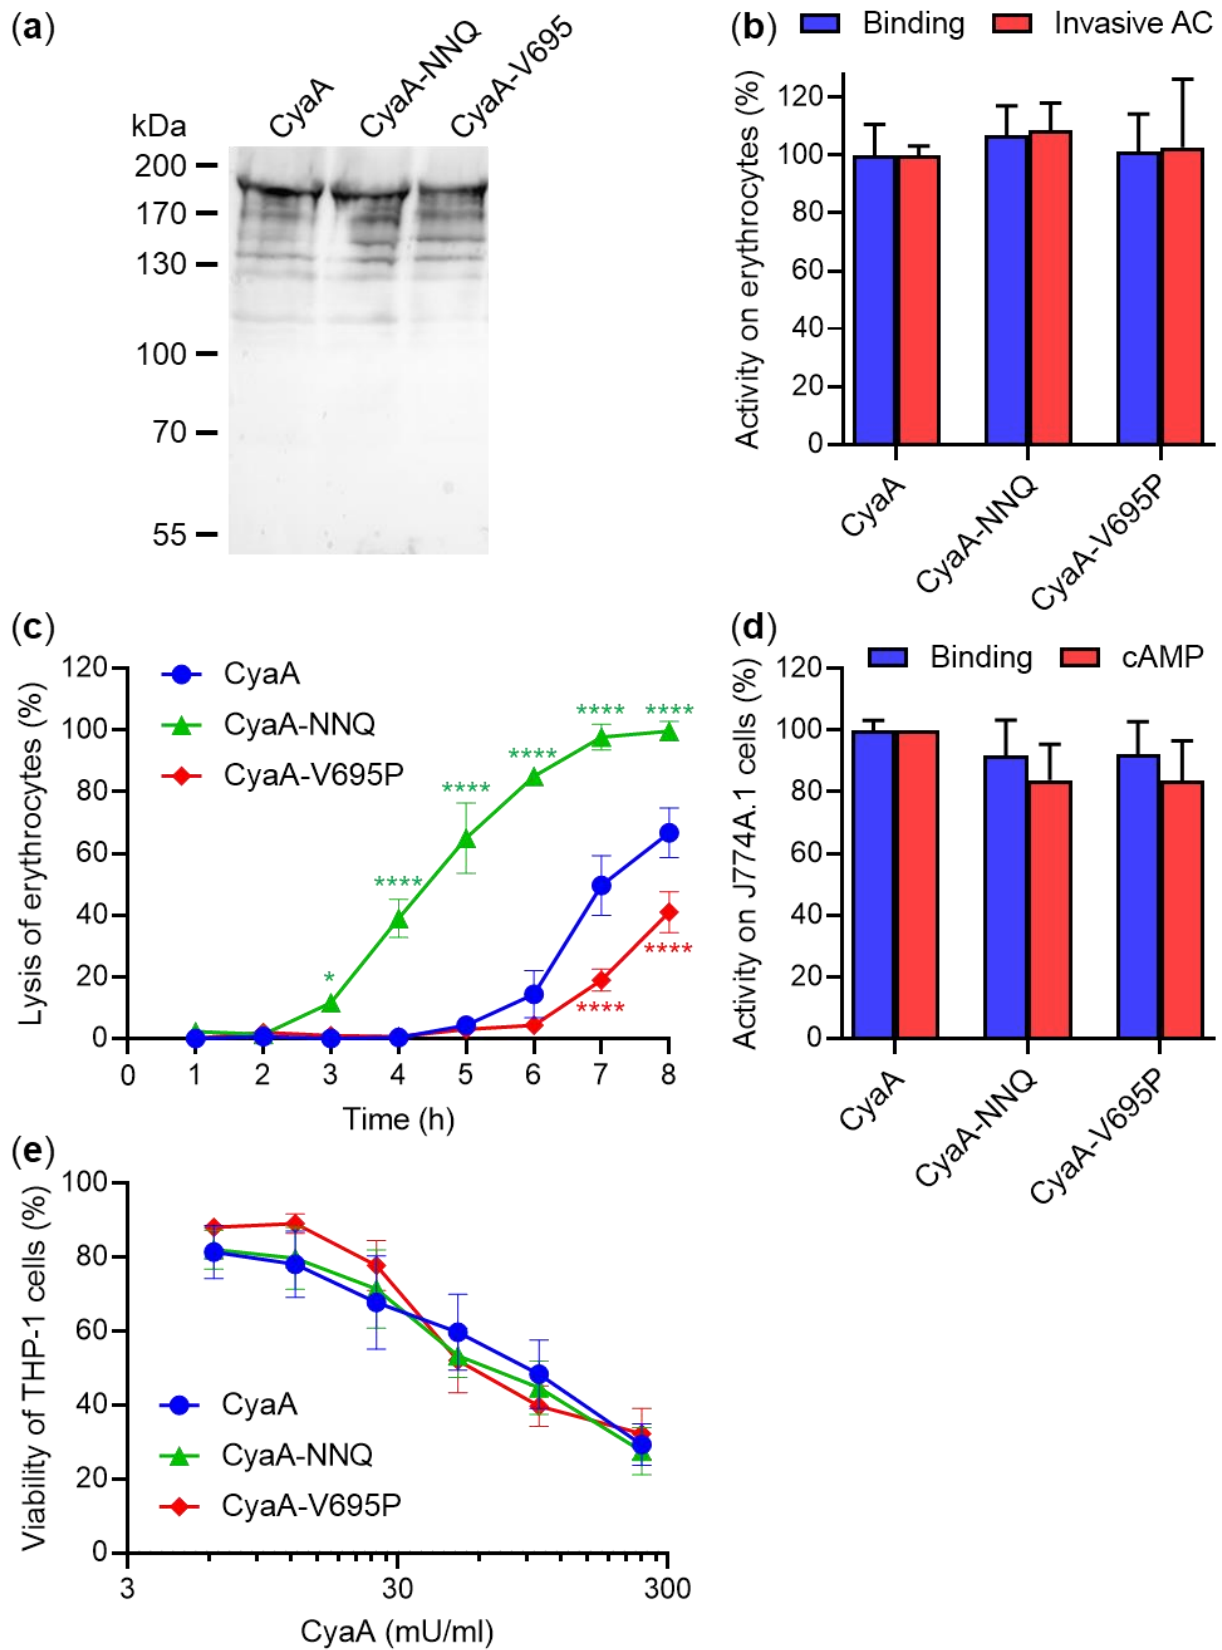 (a)
CyaA
CyaA-NNQ
CyaA-V695
kDa
200
170
130
100
70
55
(b)
Binding
Invasive AC
Activity on erythrocytes (%)
120
100
80
60
40
20
0
CyaA
CyaA-NNQ
CyaA-V695P
(c)
Lysis of erythrocytes (%)
120
100
80
60
40
20
0
CyaA
CyaA-NNQ
CyaA-V695P
*
****
****
****
****
****
****
****
0 1 2 3 4 5 6 7 8
Time (h)
(d)
Binding
cAMP
Activity on J774A.1 cells (%)
120
100
80
60
40
20
0
CyaA
CyaA-NNQ
CyaA-V695P
(e)
Viability of THP-1 cells (%)
100
80
60
40
20
0
CyaA
CyaA-NNQ
CyaA-V695P
3 30 300
CyaA (mU/ml)